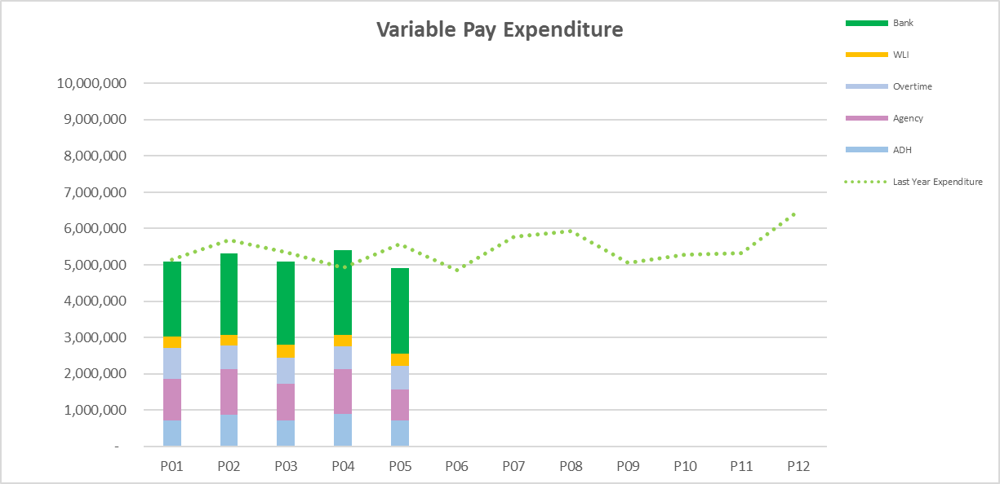 Variable Pay Expenditure
Bank
WLI
Overtime
Agency
ADH
Last Year Expenditure
10,000,000
9,000,000
8,000,000
7,000,000
6,000,000
5,000,000
4,000,000
3,000,000
2,000,000
1,000,000
-
P01 P02 P03 P04 P05 P06 P07 P08 P09 P10 P11 P12